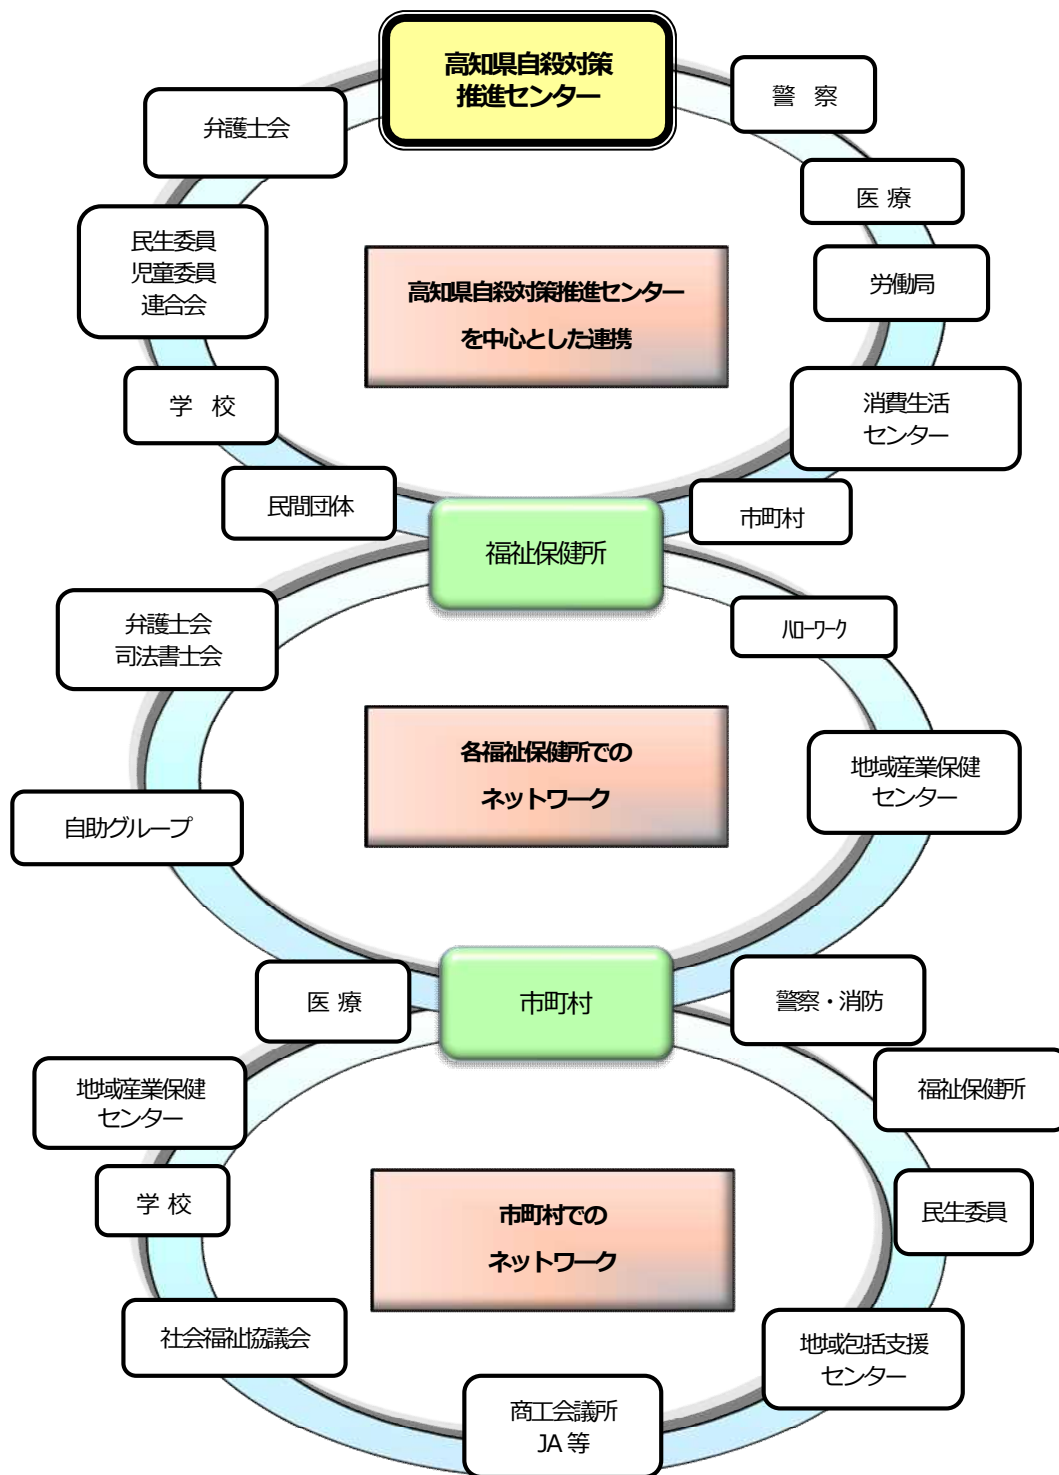 高知県自殺対策
推進センター
弁護士会
警　察
民生委員
児童委員
連合会
医 療
労働局
高知県自殺対策推進センター
を中心とした連携
学　校
消費生活
センター
民間団体
市町村
福祉保健所
弁護士会
司法書士会
ﾊﾛｰﾜｰｸ
各福祉保健所での
ネットワーク
地域産業保健
センター
自助グループ
医 療
市町村
警察・消防
地域産業保健
センター
福祉保健所
学 校
民生委員
市町村での
ネットワーク
社会福祉協議会
地域包括支援
センター
商工会議所
JA 等